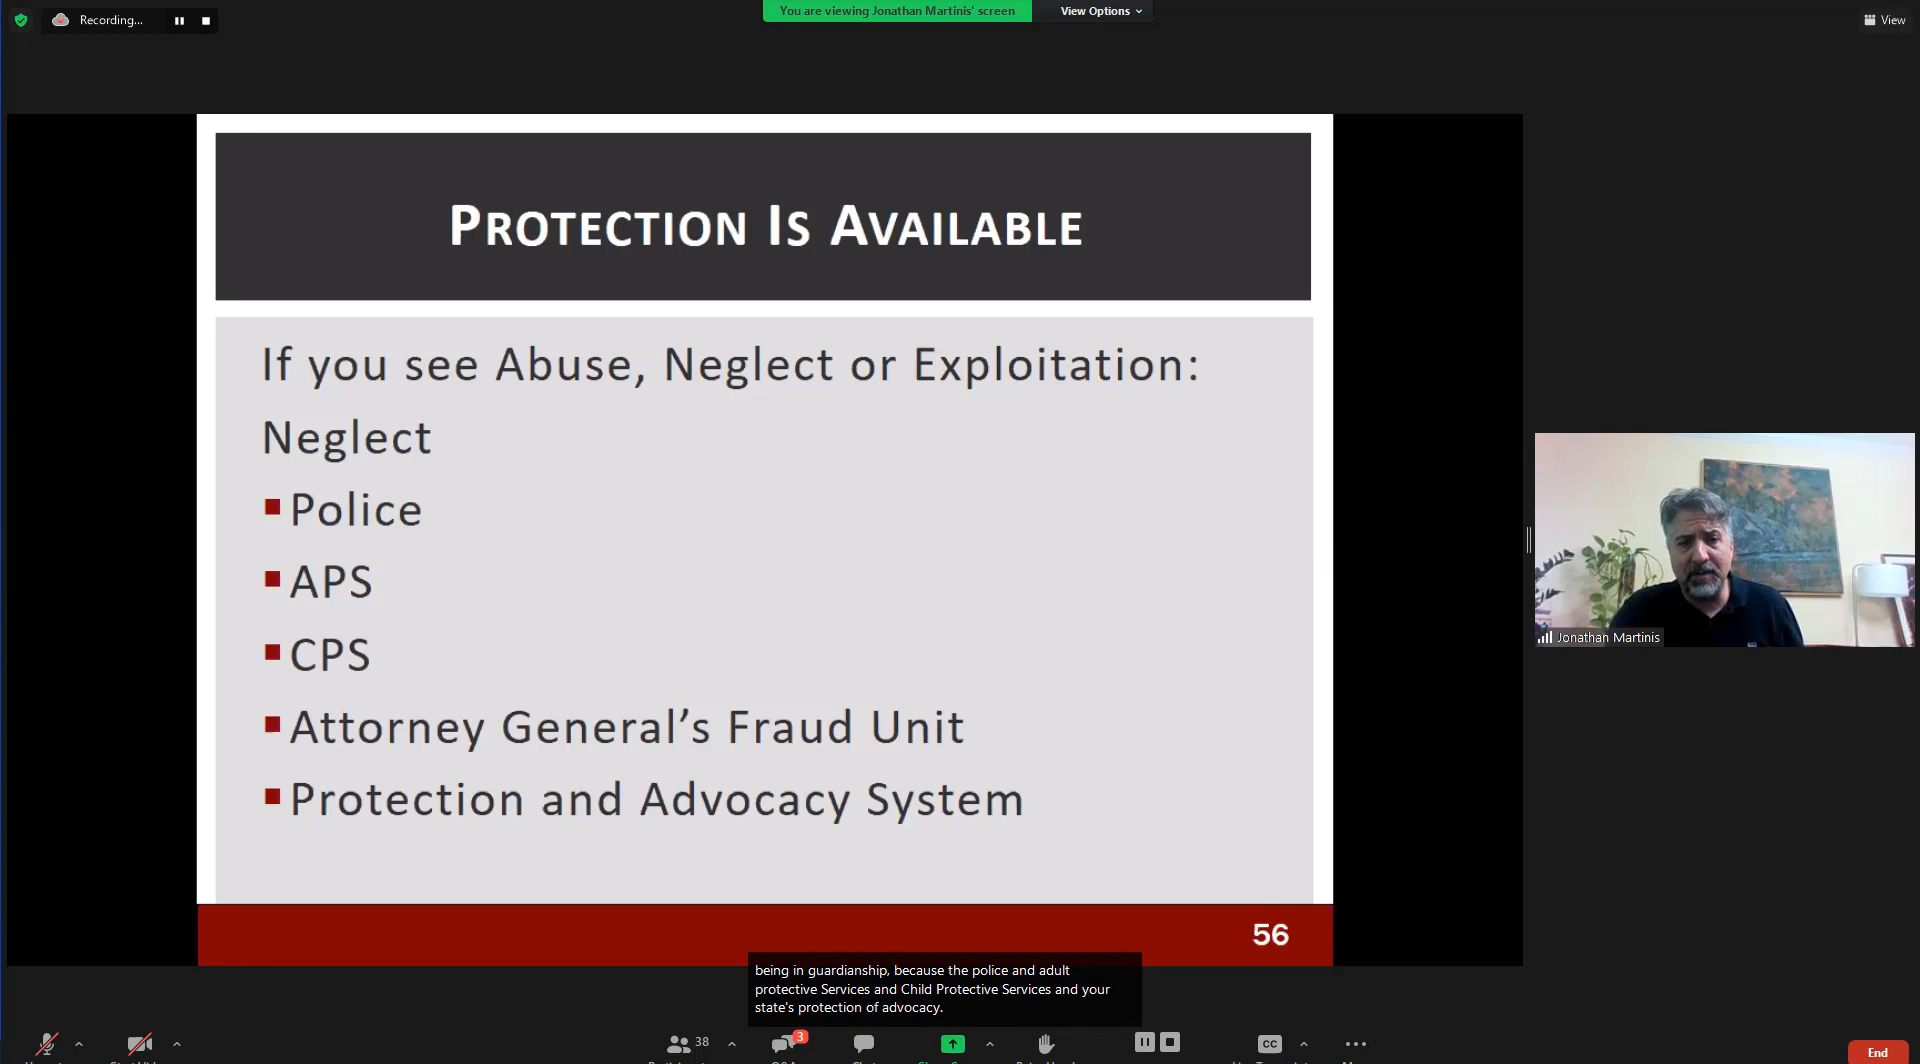 Recording...
You are viewing Jonathan Martinis' screen
View Options
View
PROTECTION IS AVAILABLE
If you see Abuse, Neglect or Exploitation:
Neglect
Police
APS
CPS
Attorney General’s Fraud Unit
Protection and Advocacy System
56
Jonathan Martinis
being in guardianship, because the police and adult
protective Services and Child Protective Services and your
state's protection of advocacy.
38
3
CC
End